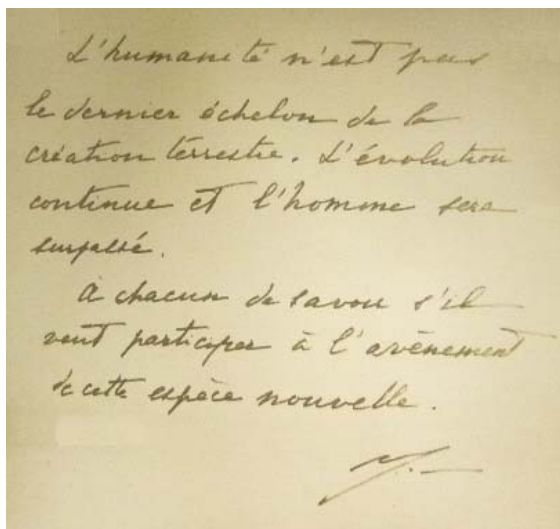 L'humanité n'est pas
le dernier échelon de la
création terrestre. L'évolution
continue et l'homme sera
surpassé.
A chacun de savoir s'il
veut participer à l'avènement
de cette espèce nouvelle.